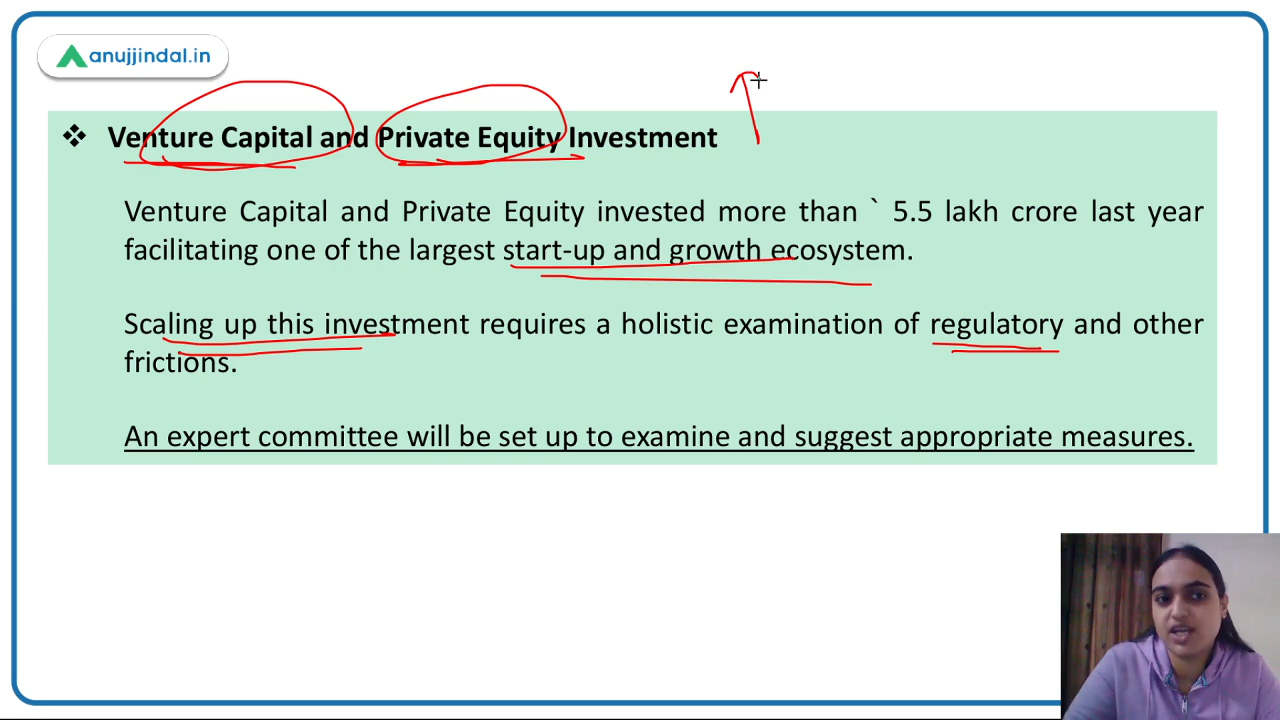 anujjindal.in
❖ Venture Capital and Private Equity Investment
Venture Capital and Private Equity invested more than ` 5.5 lakh crore last year
facilitating one of the largest start-up and growth ecosystem.
Scaling up this investment requires a holistic examination of regulatory and other
frictions.
An expert committee will be set up to examine and suggest appropriate measures.